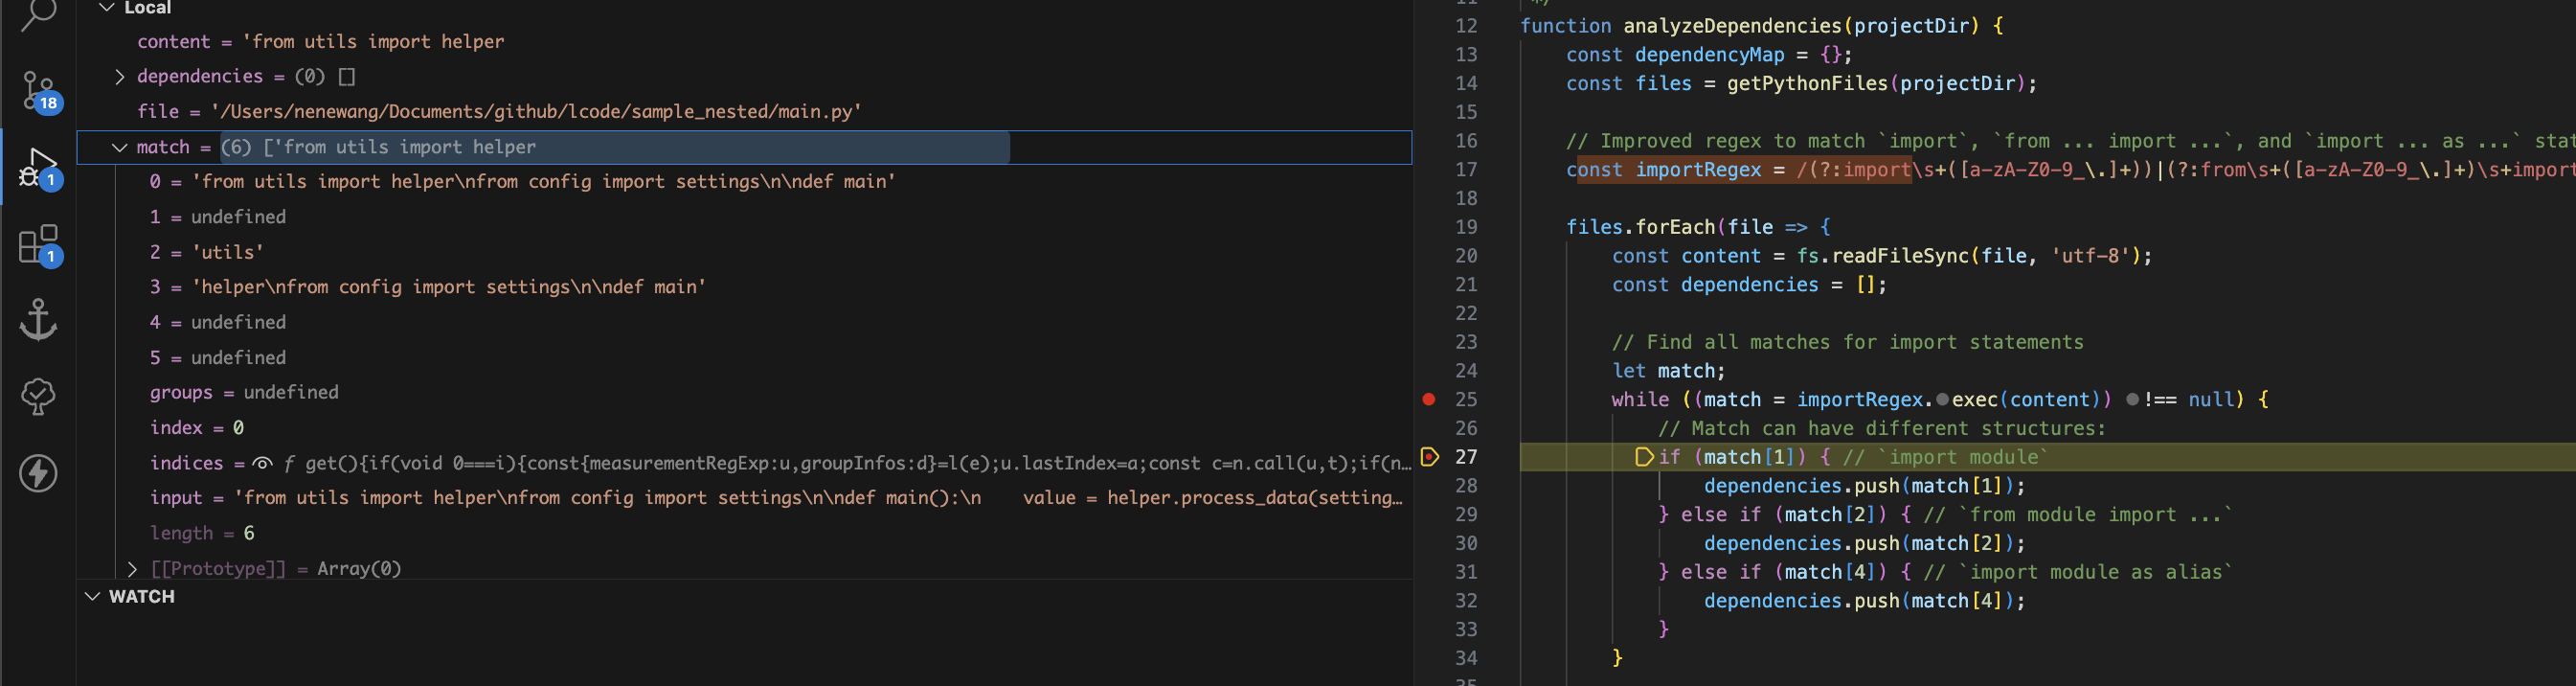 Local
content = 'from utils import helper
dependencies = (0) []
file = '/Users/nenewang/Documents/github/lcode/sample_nested/main.py'
match = (6) ['from utils import helper
0 = 'from utils import helper\nfrom config import settings\n\ndef main'
1 = undefined
2 = 'utils'
3 = 'helper\nfrom config import settings\n\ndef main'
4 = undefined
5 = undefined
groups = undefined
index = 0
indices = ƒ get(){if(void 0===i){const{measurementRegExp:u,groupInfos:d}=l(e);u.lastIndex=a;const c=n.call(u,t);if(n…
input = 'from utils import helper\nfrom config import settings\n\ndef main():\n    value = helper.process_data(setting…
length = 6
[[Prototype]] = Array(0)
WATCH
18
1
1
11 */
12 function analyzeDependencies(projectDir) {
13 const dependencyMap = {};
14 const files = getPythonFiles(projectDir);
15
16 // Improved regex to match `import`, `from ... import ...`, and `import ... as ...` stat
17 const importRegex = /(?:import\s+([a-zA-Z0-9_\.]+))|(?:from\s+([a-zA-Z0-9_\.]+)\s+import
18
19 files.forEach(file => {
20 const content = fs.readFileSync(file, 'utf-8');
21 const dependencies = [];
22
23 // Find all matches for import statements
24 let match;
25 while ((match = importRegex.exec(content)) !== null) {
26 // Match can have different structures:
27 if (match[1]) { // `import module`
28 dependencies.push(match[1]);
29 } else if (match[2]) { // `from module import ...`
30 dependencies.push(match[2]);
31 } else if (match[4]) { // `import module as alias`
32 dependencies.push(match[4]);
33 }
34 }
35